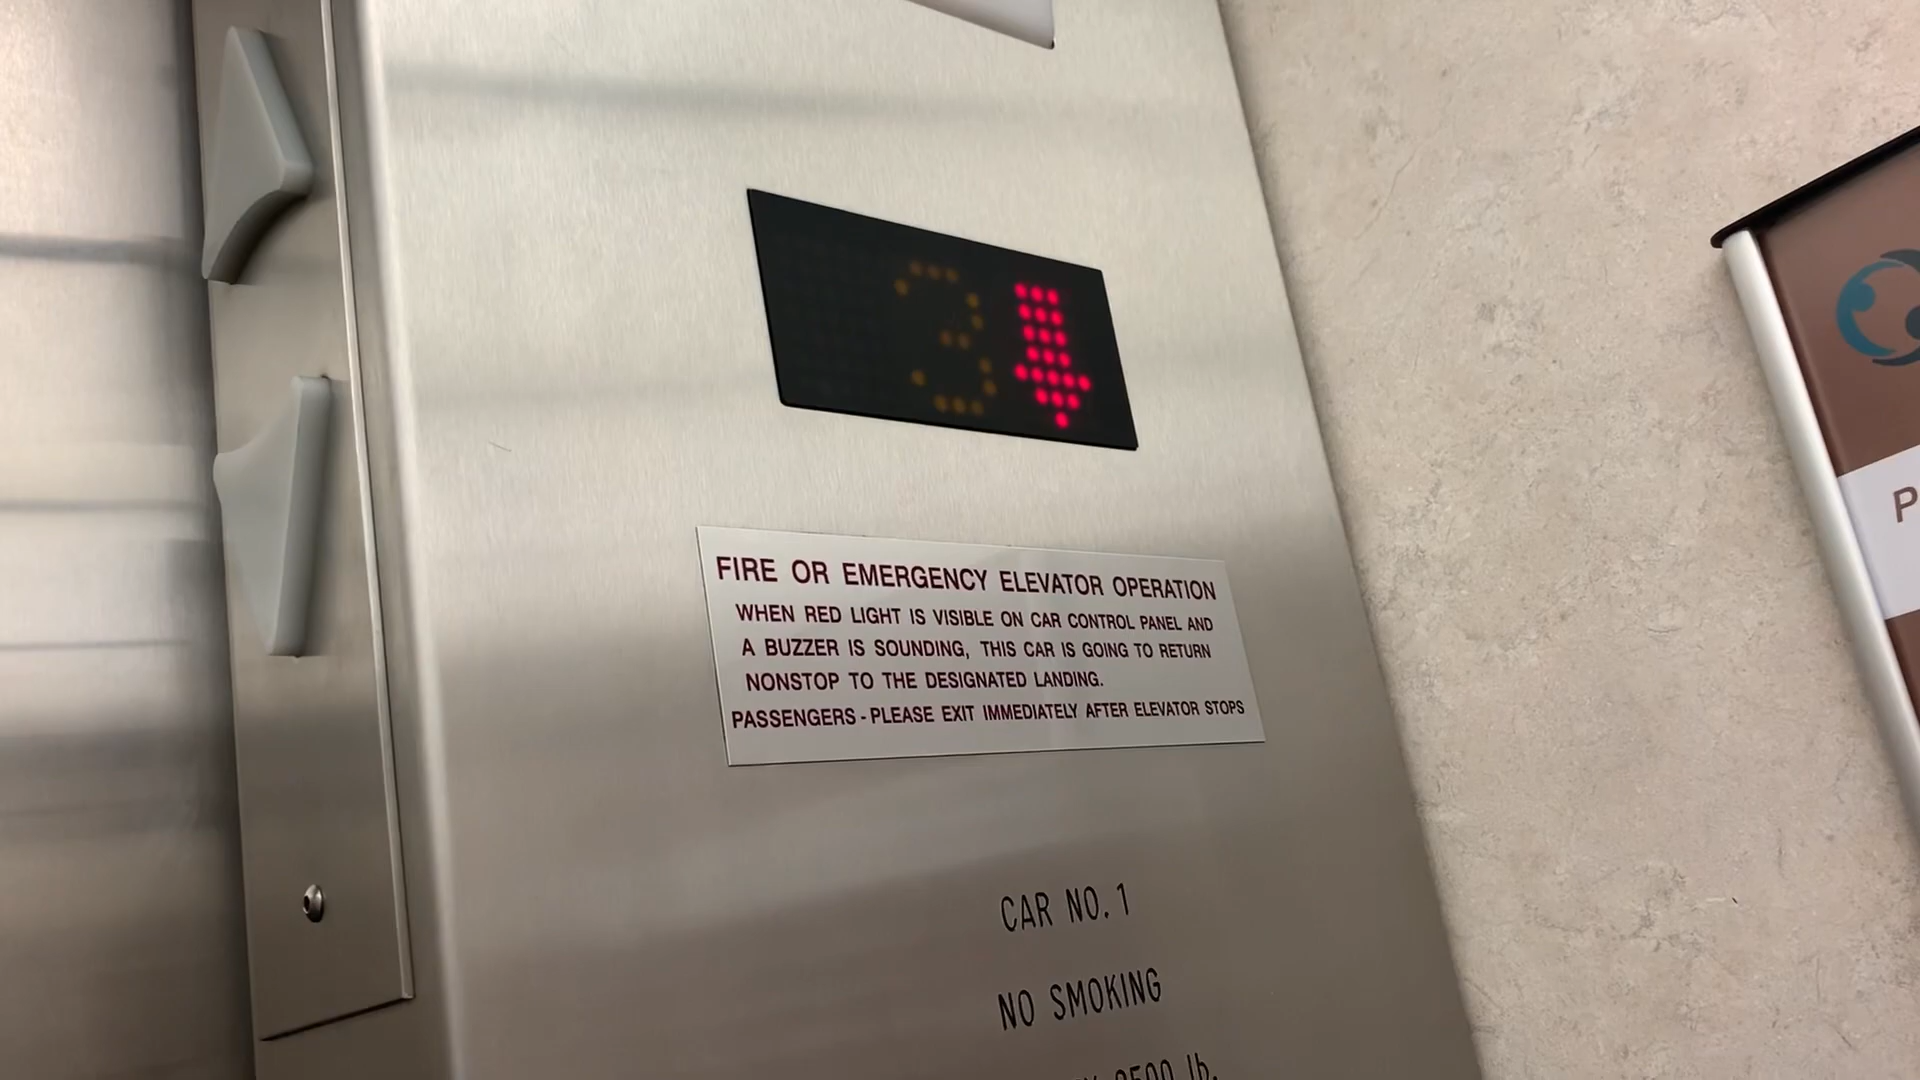 3
FIRE OR EMERGENCY ELEVATOR OPERATION
WHEN RED LIGHT IS VISIBLE ON CAR CONTROL PANEL AND
A BUZZER IS SOUNDING, THIS CAR IS GOING TO RETURN
NONSTOP TO THE DESIGNATED LANDING.
PASSENGERS - PLEASE EXIT IMMEDIATELY AFTER ELEVATOR STOPS
CAR NO. 1
NO SMOKING
lb.